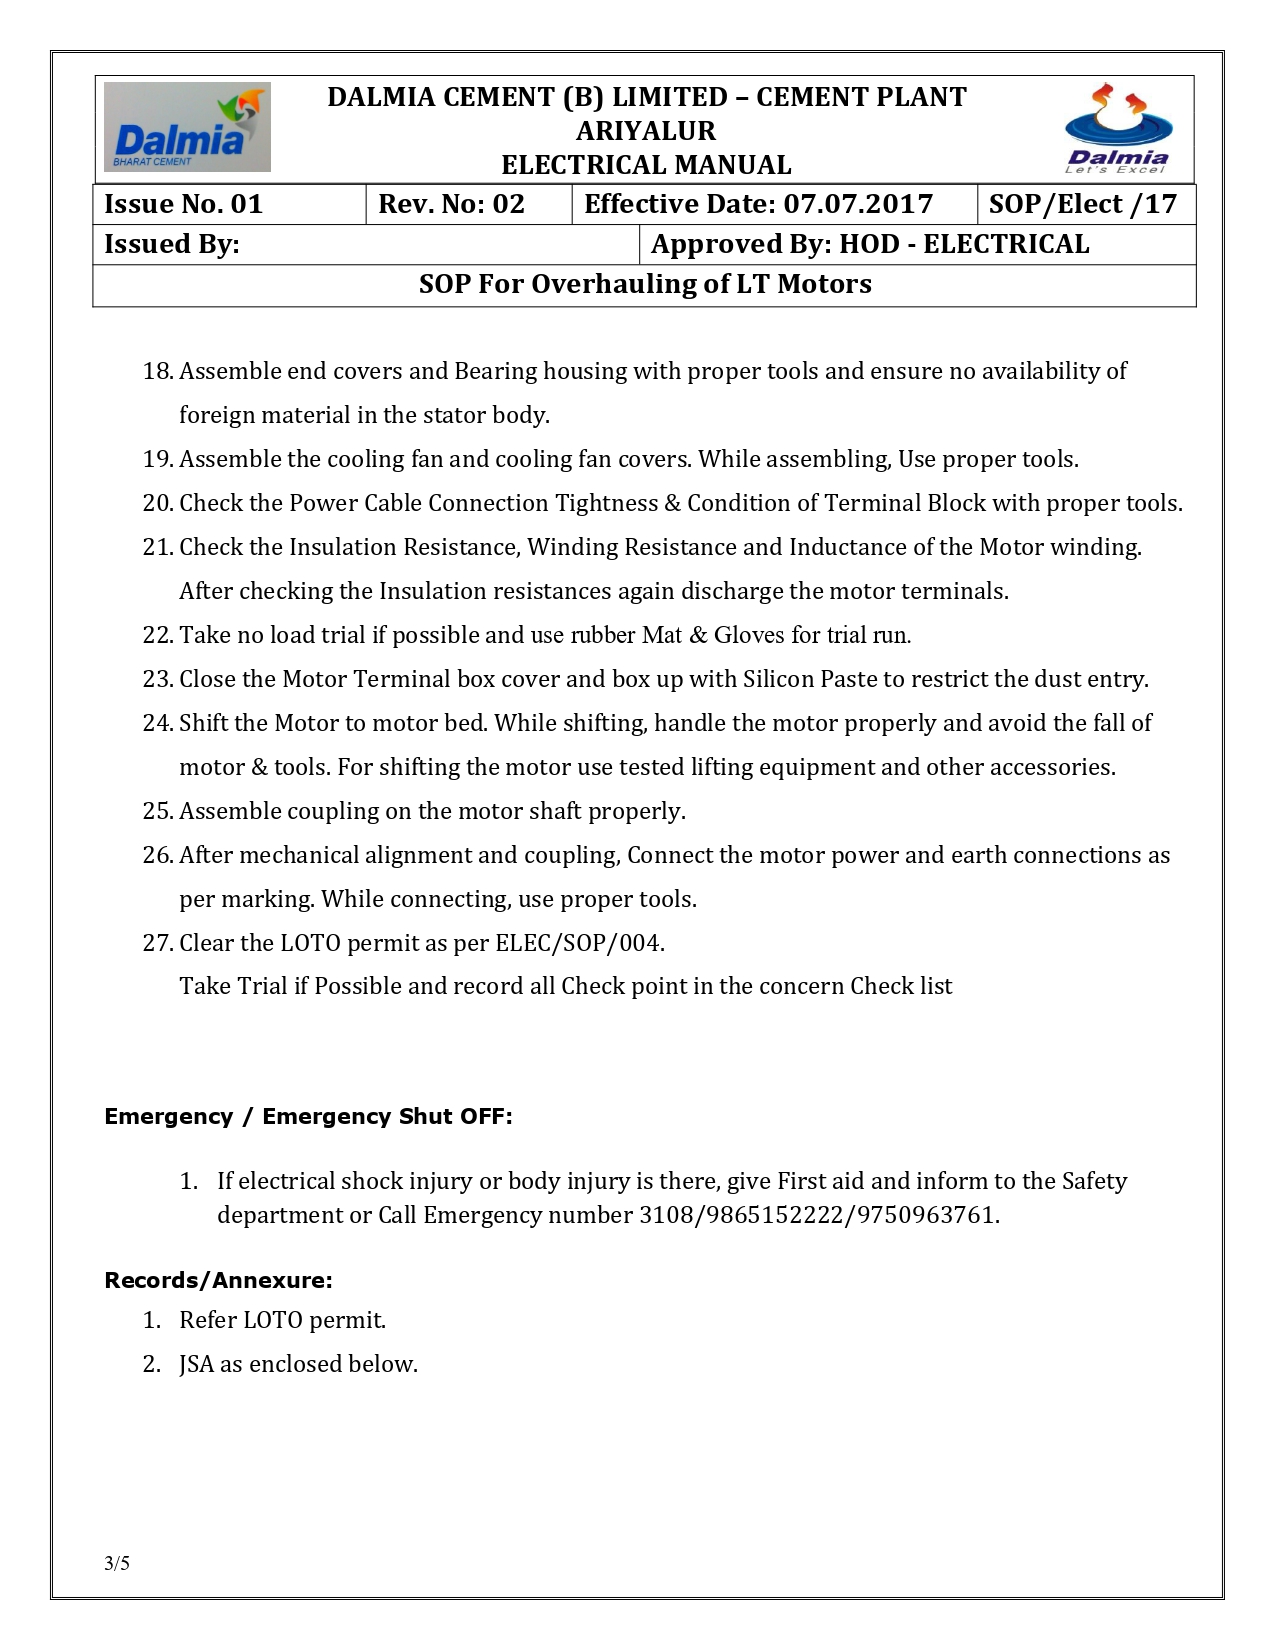 Dalmia
BHARAT CEMENT
DALMIA CEMENT (B) LIMITED – CEMENT PLANT
ARIYALUR
ELECTRICAL MANUAL
Dalmia
Let's Excel
Issue No. 01 Rev. No: 02 Effective Date: 07.07.2017 SOP/Elect /17
Issued By: Approved By: HOD - ELECTRICAL
SOP For Overhauling of LT Motors
18. Assemble end covers and Bearing housing with proper tools and ensure no availability of
foreign material in the stator body.
19. Assemble the cooling fan and cooling fan covers. While assembling, Use proper tools.
20. Check the Power Cable Connection Tightness & Condition of Terminal Block with proper tools.
21. Check the Insulation Resistance, Winding Resistance and Inductance of the Motor winding.
After checking the Insulation resistances again discharge the motor terminals.
22. Take no load trial if possible and use rubber Mat & Gloves for trial run.
23. Close the Motor Terminal box cover and box up with Silicon Paste to restrict the dust entry.
24. Shift the Motor to motor bed. While shifting, handle the motor properly and avoid the fall of
motor & tools. For shifting the motor use tested lifting equipment and other accessories.
25. Assemble coupling on the motor shaft properly.
26. After mechanical alignment and coupling, Connect the motor power and earth connections as
per marking. While connecting, use proper tools.
27. Clear the LOTO permit as per ELEC/SOP/004.
Take Trial if Possible and record all Check point in the concern Check list
Emergency / Emergency Shut OFF:
1. If electrical shock injury or body injury is there, give First aid and inform to the Safety
department or Call Emergency number 3108/9865152222/9750963761.
Records/Annexure:
1. Refer LOTO permit.
2. JSA as enclosed below.
3/5